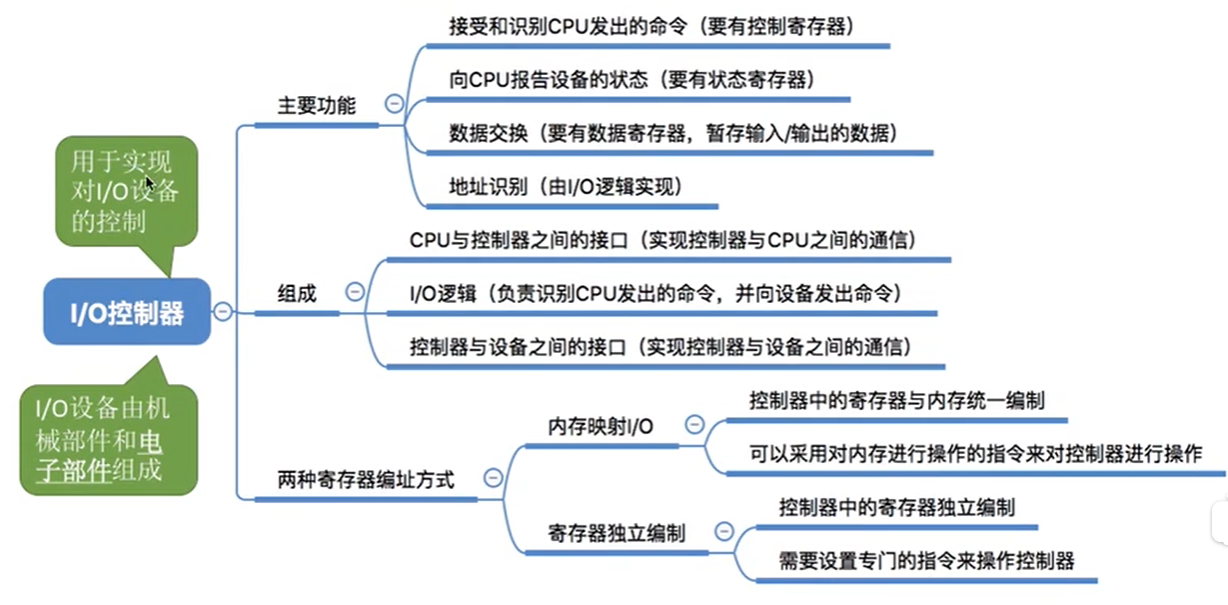 接受和识别CPU发出的命令（要有控制寄存器）
向CPU报告设备的状态（要有状态寄存器）
主要功能
数据交换（要有数据寄存器，暂存输入/输出的数据）
地址识别（由I/O逻辑实现）
用于实现
对I/O设备
的控制
CPU与控制器之间的接口（实现控制器与CPU之间的通信）
组成
I/O逻辑（负责识别CPU发出的命令，并向设备发出命令）
I/O控制器
控制器与设备之间的接口（实现控制器与设备之间的通信）
I/O设备由机
械部件和电
子部件组成
控制器中的寄存器与内存统一编制
内存映射I/O
可以采用对内存进行操作的指令来对控制器进行操作
两种寄存器编址方式
控制器中的寄存器独立编制
寄存器独立编制
需要设置专门的指令来操作控制器